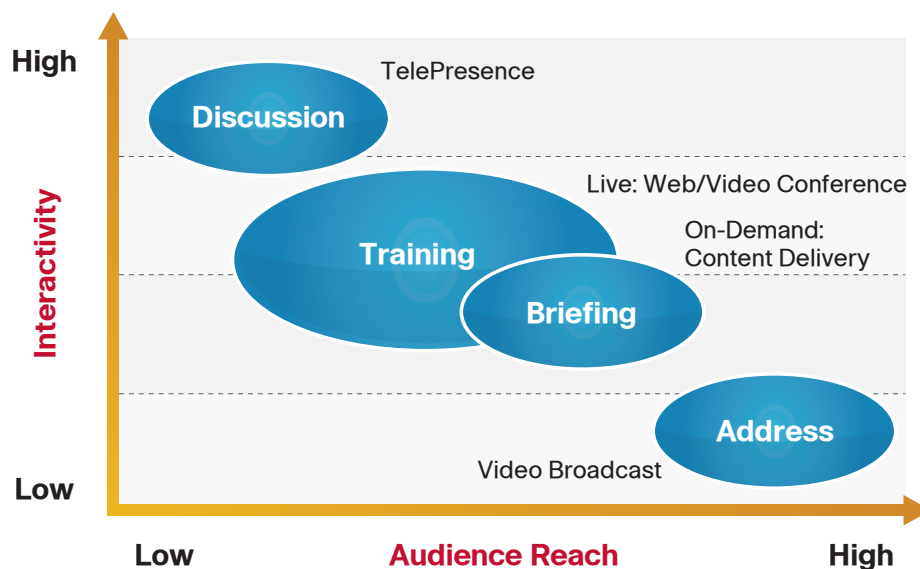 High
TelePresence
Discussion
Live: Web/Video Conference
Interactivity
On-Demand:
Content Delivery
Training
Briefing
Address
Video Broadcast
Low
Low
Audience Reach
High